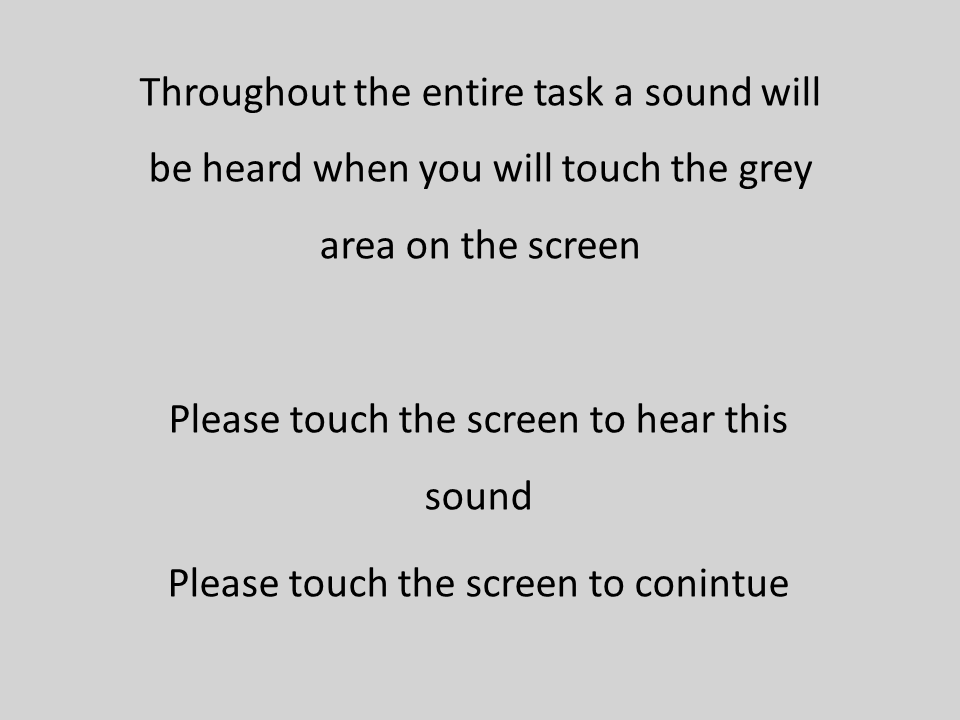 Throughout the entire task a sound will
be heard when you will touch the grey
area on the screen
Please touch the screen to hear this
sound
Please touch the screen to conintue